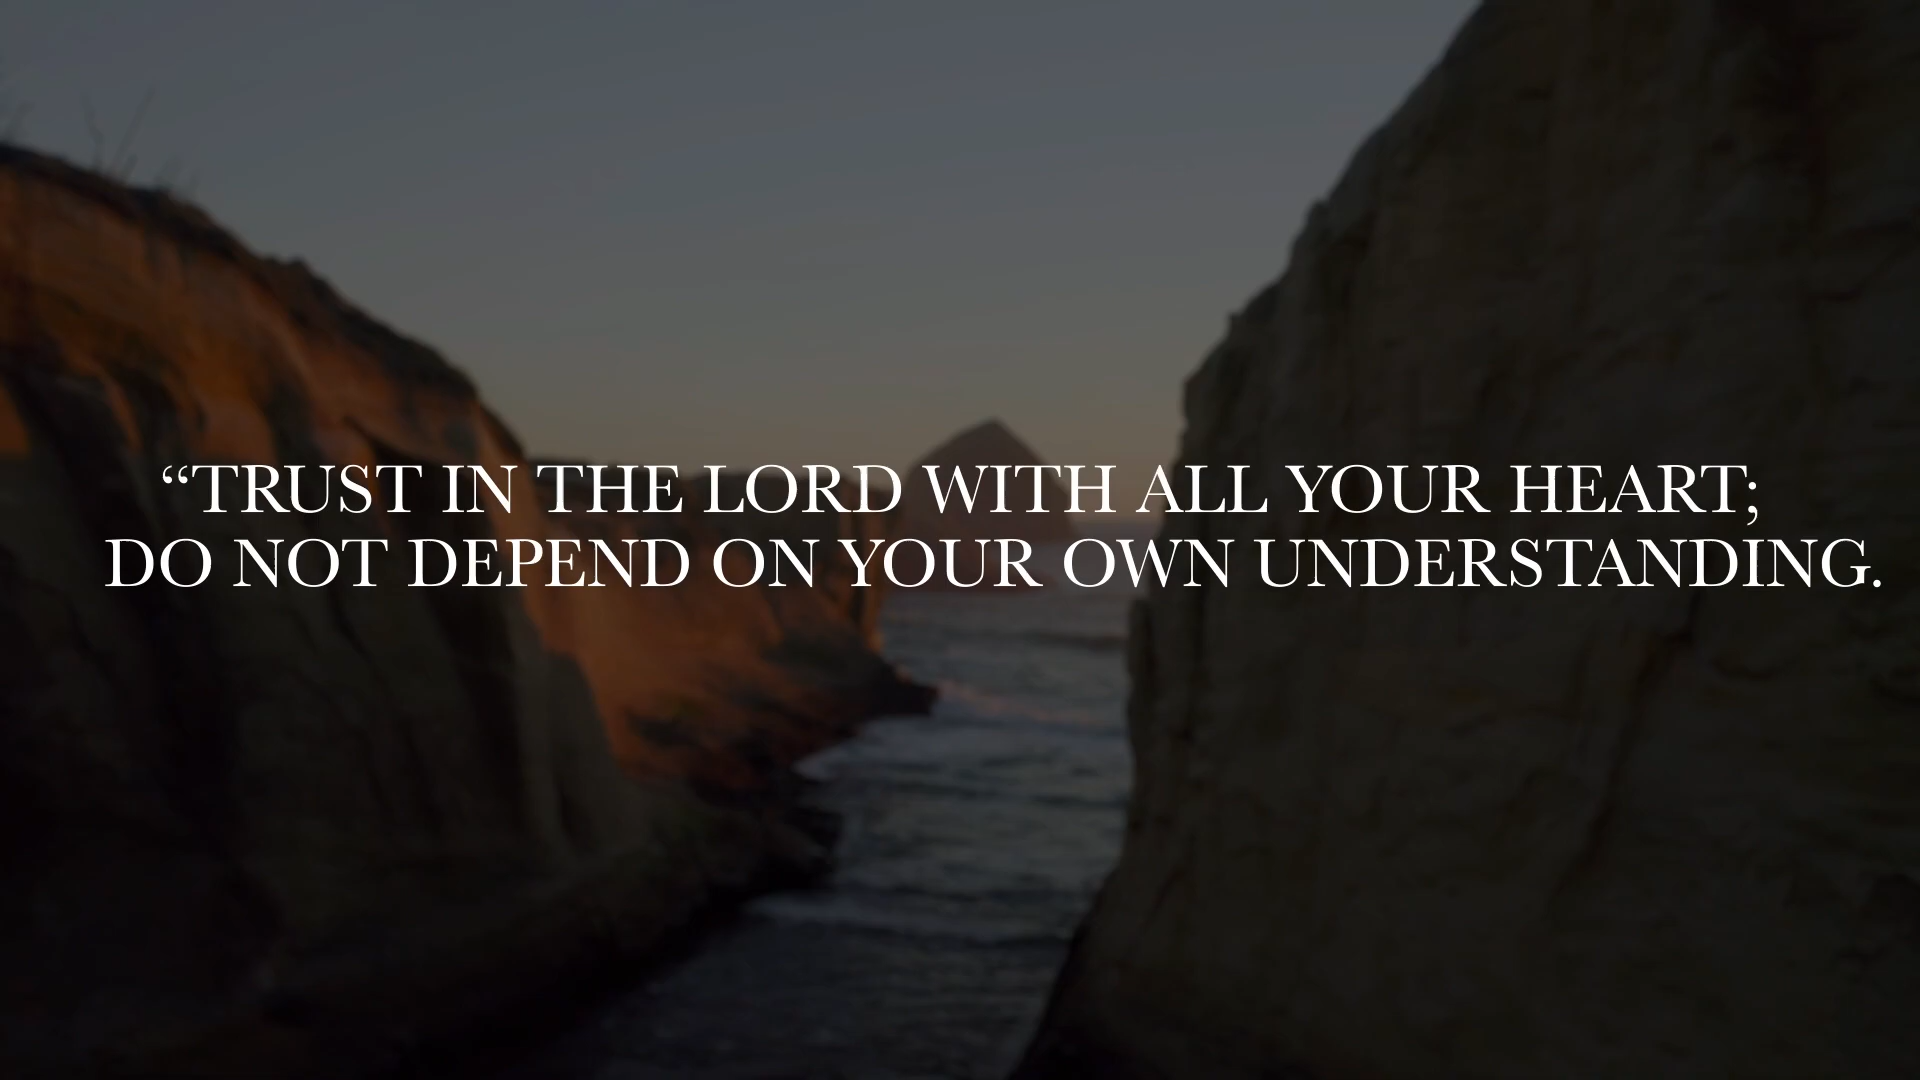 “TRUST IN THE LORD WITH ALL YOUR HEART;
DO NOT DEPEND ON YOUR OWN UNDERSTANDING.